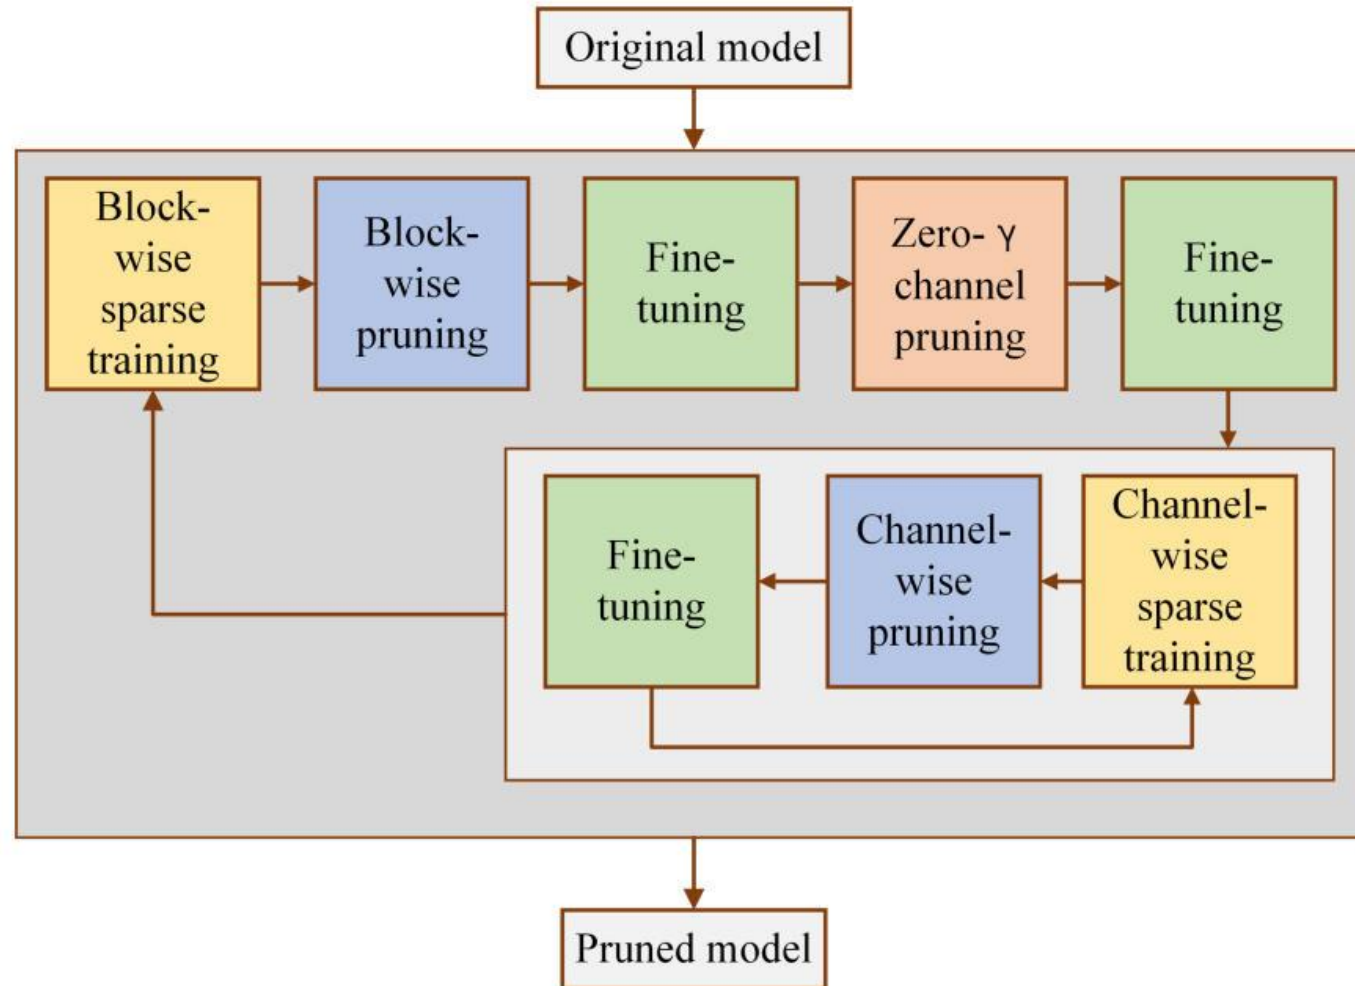 Original model
Block-
wise
sparse
training
Block-
wise
pruning
Fine-
tuning
Zero- γ
channel
pruning
Fine-
tuning
Fine-
tuning
Channel-
wise
pruning
Channel-
wise
sparse
training
Pruned model